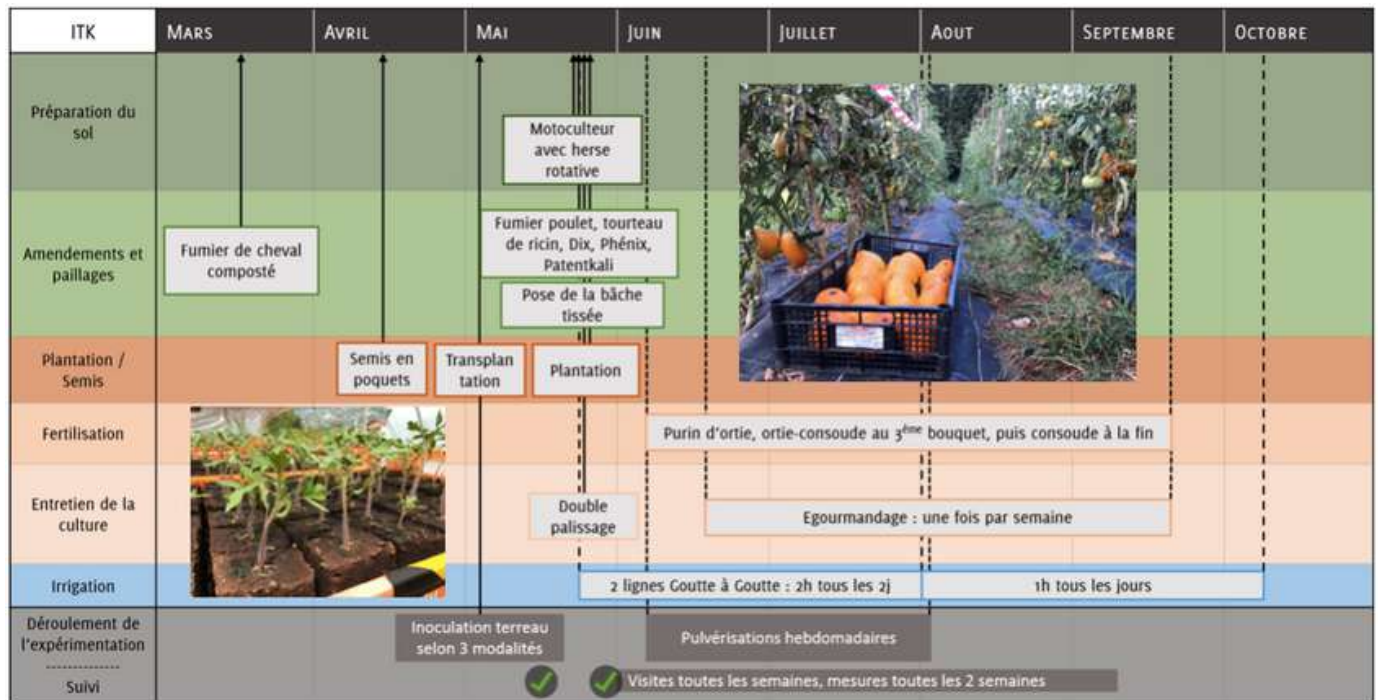 ITK
MARS
AVRIL
MAI
JUIN
JUILLET
AOUT
SEPTEMBRE
OCTOBRE
Préparation du
sol
Motoculteur
avec herse
rotative
Amendements et
paillages
Fumier de cheval
composté
Fumier poulet, tourteau
de ricin, Dix, Phénix,
Patentkali
Pose de la bâche
tissée
Plantation /
Semis
Semis en
poquets
Transplan
tation
Plantation
Fertilisation
Purin d'ortie, ortie-consoude au 3ème bouquet, puis consoude à la fin
Entretien de la
culture
Double
palissage
Egourmandage : une fois par semaine
Irrigation
2 lignes Goutte à Goutte : 2h tous les 2j
1h tous les jours
Déroulement de
l'expérimentation
--------------
Suivi
Inoculation terreau
selon 3 modalités
Pulvérisations hebdomadaires
Visites toutes les semaines, mesures toutes les 2 semaines